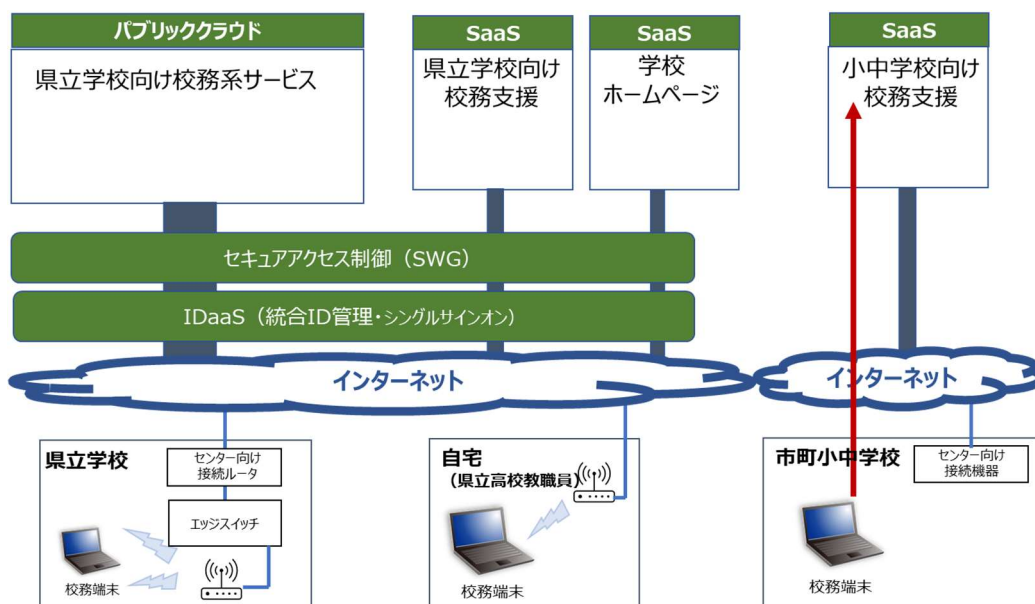 パブリッククラウド
県立学校向け校務系サービス
SaaS
県立学校向け
校務支援
SaaS
学校
ホームページ
SaaS
小中学校向け
校務支援
セキュアアクセス制御（SWG）
IDaaS（統合ID管理・シングルサインオン）
インターネット
インターネット
県立学校
センター向け
接続ルータ
エッジスイッチ
校務端末
自宅
（県立高校教職員）
校務端末
市町小中学校
センター向け
接続機器
校務端末